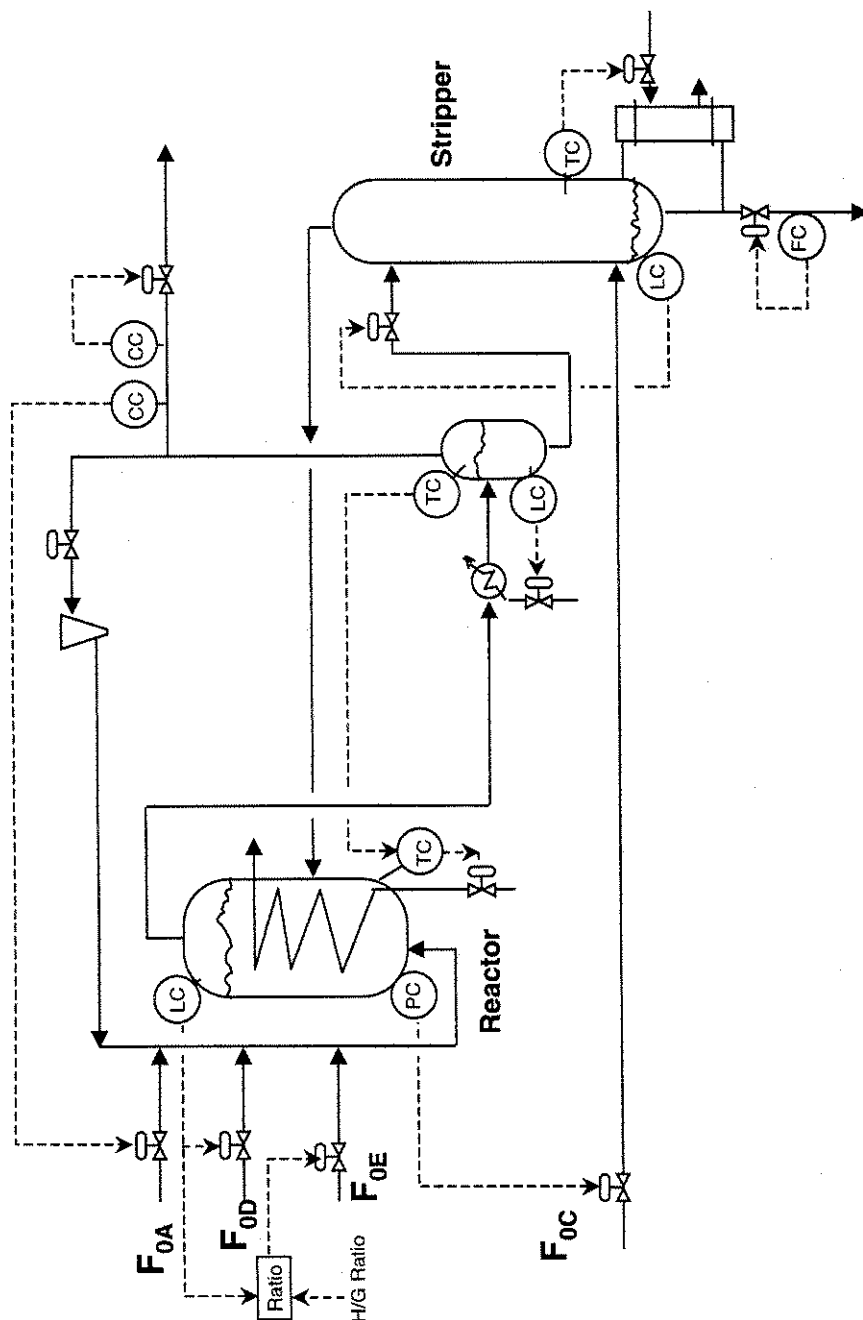 Stripper
TC
CC
CC
LC
FC
TC
LC
TC
LC
PC
Reactor
F0A
F0D
F0E
F0C
Ratio
H/G Ratio